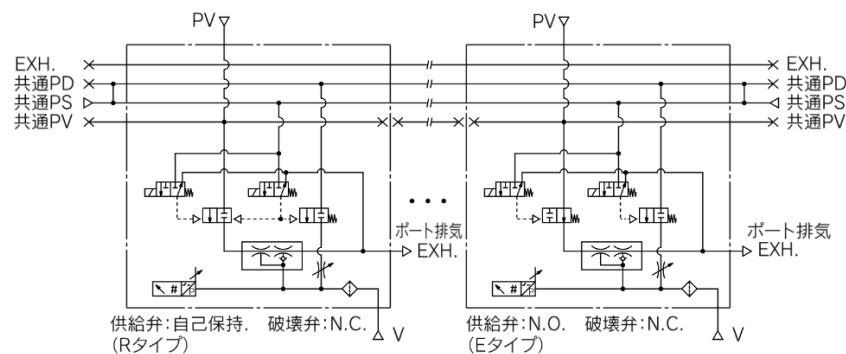 PV
PV
EXH.
共通PD
共通PS
共通PV
EXH.
共通PD
共通PS
共通PV
ポート排気
EXH.
ポート排気
EXH.
#
#
供給弁：自己保持.
（Rタイプ）
破壊弁：N.C.
V
供給弁：N.O.
（Eタイプ）
破壊弁：N.C.
V